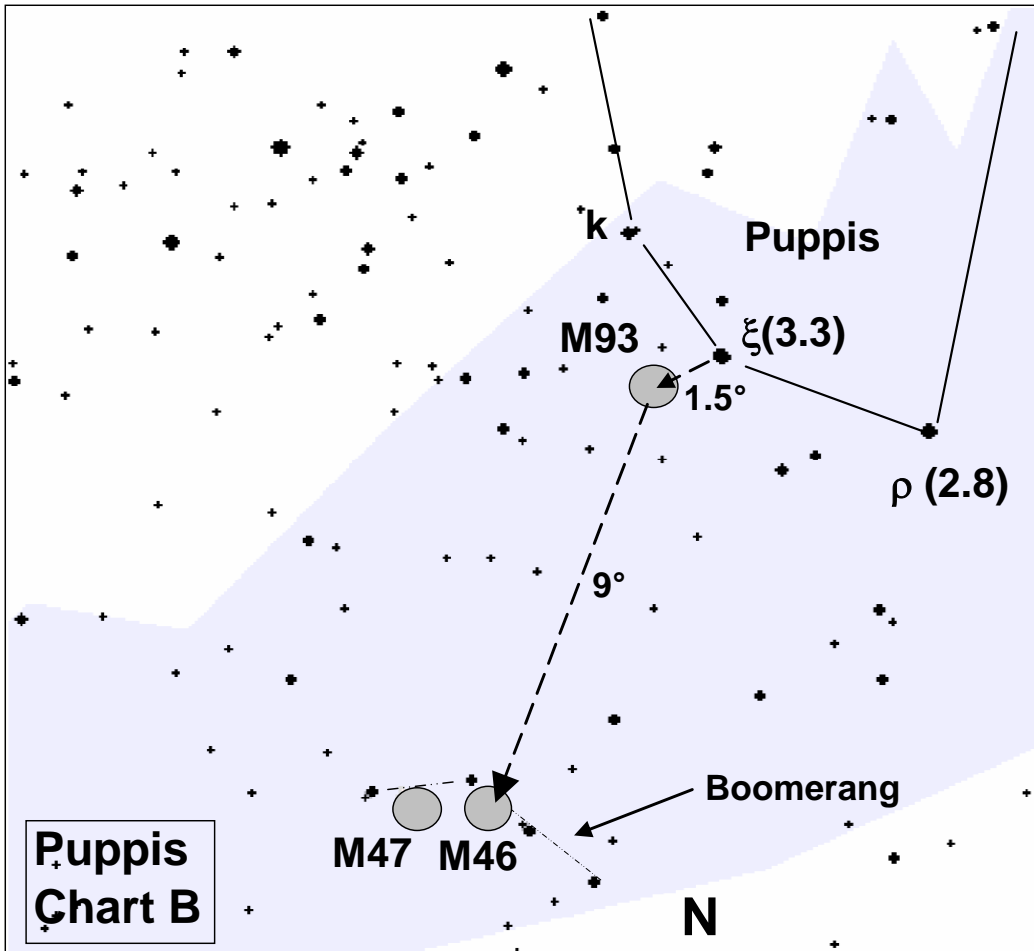 k
Puppis
M93
ξ(3.3)
1.5°
ρ (2.8)
9°
Boomerang
M47
M46
Puppis
Chart B
N